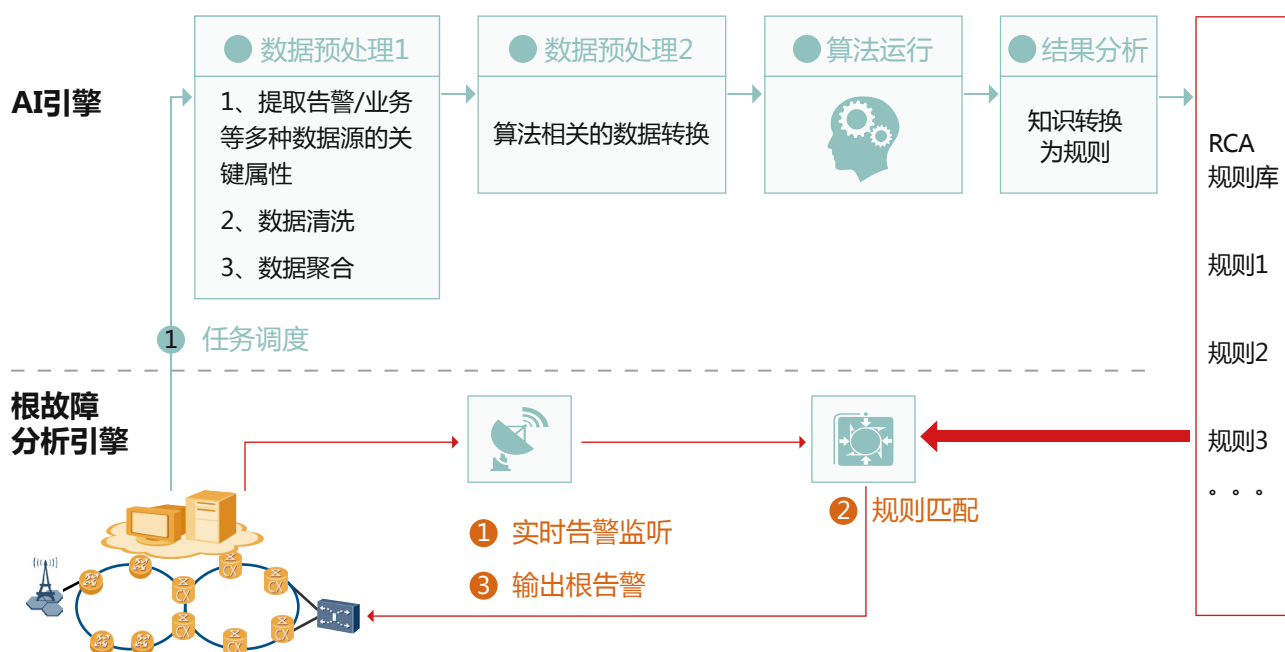 AI引擎
数据预处理1
1、提取告警/业务
等多种数据源的关
键属性
2、数据清洗
3、数据聚合
数据预处理2
算法相关的数据转换
算法运行
结果分析
知识转换
为规则
RCA
规则库
规则1
规则2
规则3
。。。
1 任务调度
根故障
分析引擎
1 实时告警监听
2 规则匹配
3 输出根告警
CX
CX
CX
CX
CX
CX